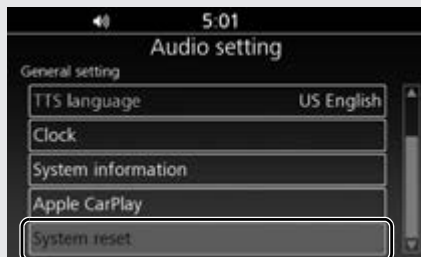 5:01
Audio setting
General setting
TTS language US English
Clock
System information
Apple CarPlay
System reset